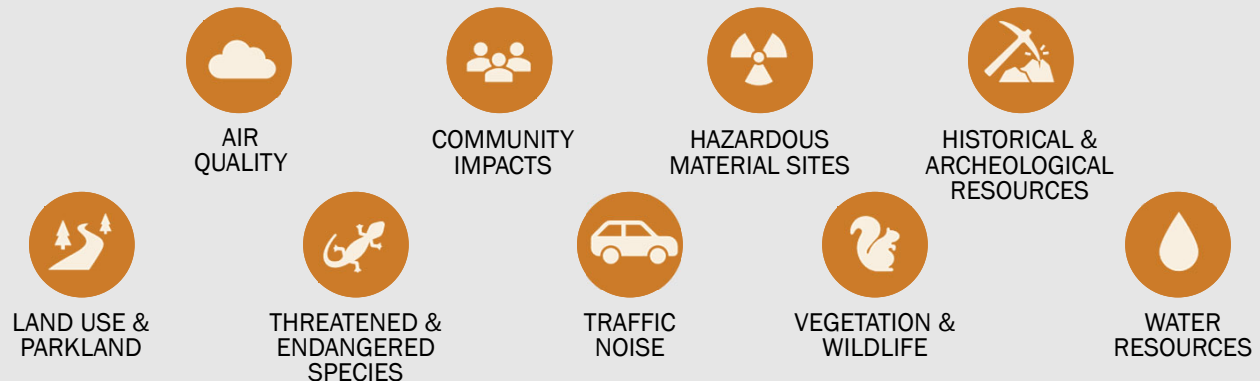 AIR
QUALITY
COMMUNITY
IMPACTS
HAZARDOUS
MATERIAL SITES
HISTORICAL &
ARCHEOLOGICAL
RESOURCES
LAND USE &
PARKLAND
THREATENED &
ENDANGERED
SPECIES
TRAFFIC
NOISE
VEGETATION &
WILDLIFE
WATER
RESOURCES